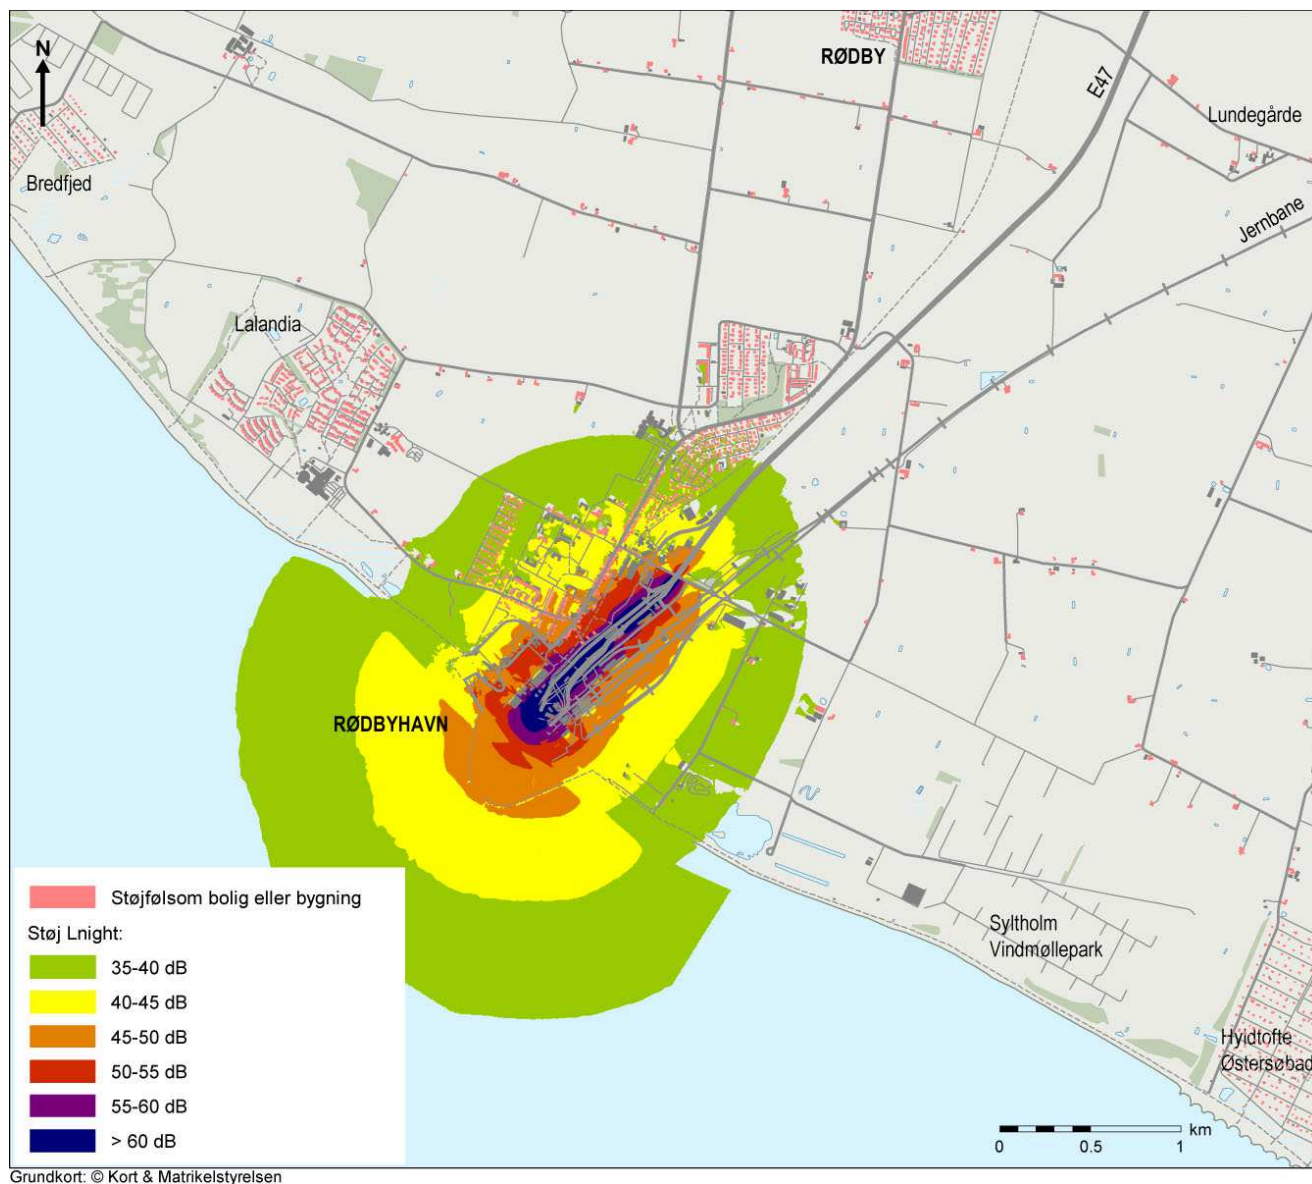 N
RØDBY
E47
Lundegårde
Bredfjed
Jernbane
Lalandia
RØDBYHAVN
Støjfølsom bolig eller bygning
Støj Lnight:
35-40 dB
40-45 dB
45-50 dB
50-55 dB
55-60 dB
> 60 dB
Syltholm
Vindmøllepark
Hyldtofte
Østersøbad
km
0 0.5 1
Grundkort: © Kort & Matrikelstyrelsen